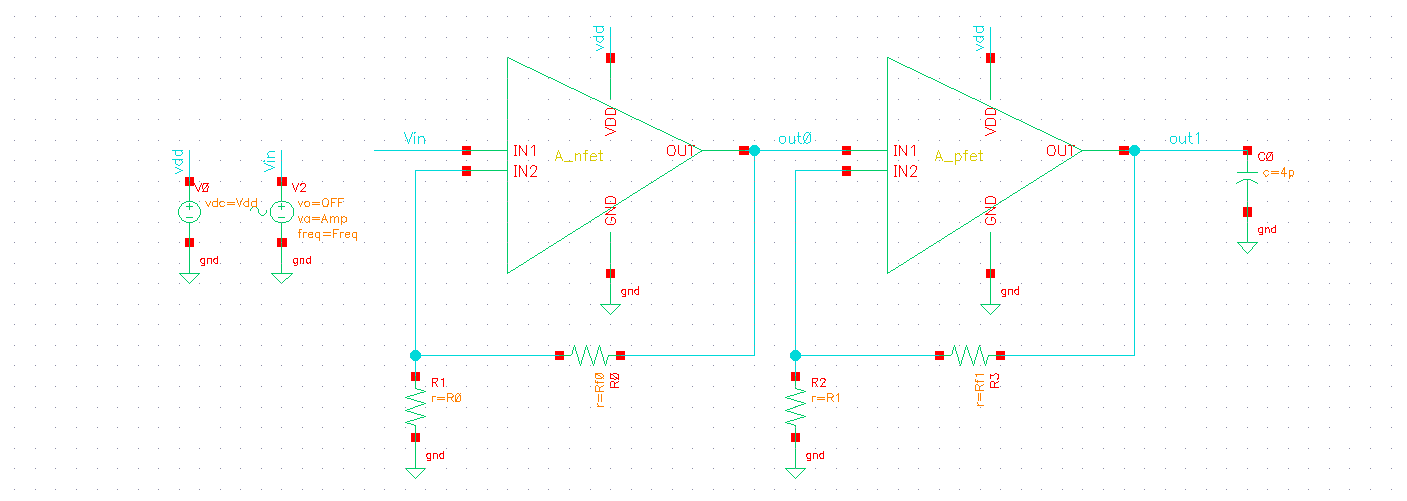 vdd
vdd
Vin
IN1
IN2
A_nfet
VDD
GND
OUT
gnd
out0
IN1
IN2
A_pfet
VDD
GND
OUT
gnd
out1
C0
c=4p
gnd
vdd
V0
vdc=Vdd
gnd
Vin
V2
vo=OFF
va=Amp
freq=Freq
gnd
R1
r=R0
gnd
r=Rf0
R0
R2
r=R1
gnd
r=Rf1
R3